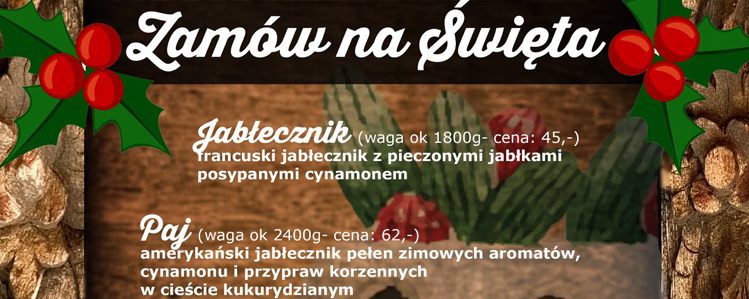 Zamów na Święta
Jabłecznik (waga ok 1800g- cena: 45,-)
francuski jabłecznik z pieczonymi jabłkami
posypanymi cynamonem
Paj (waga ok 2400g- cena: 62,-)
amerykański jabłecznik pełen zimowych aromatów,
cynamonu i przypraw korzennych
w cieście kukurydzianym